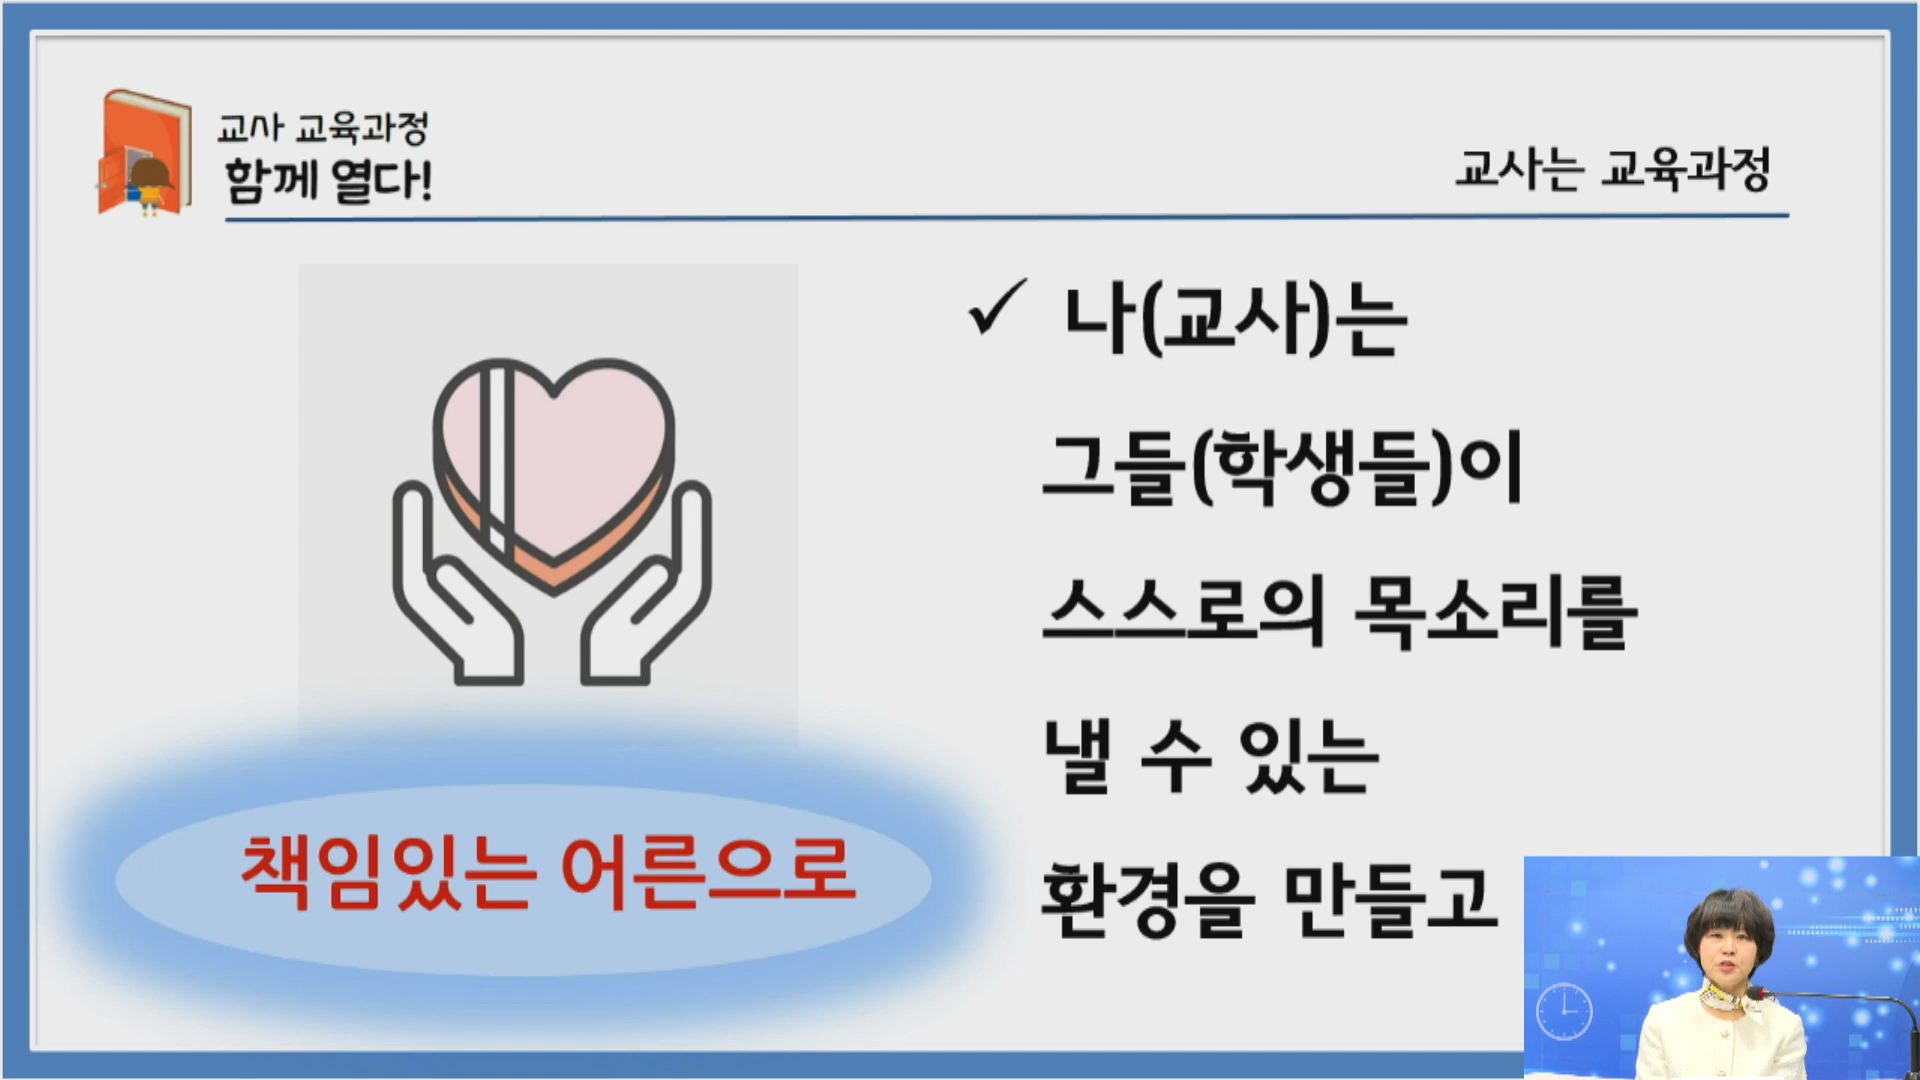 교사 교육과정
함께 열다!
교사는 교육과정
✓ 나(교사)는
그들(학생들)이
스스로의 목소리를
낼 수 있는
환경을 만들고
책임있는 어른으로